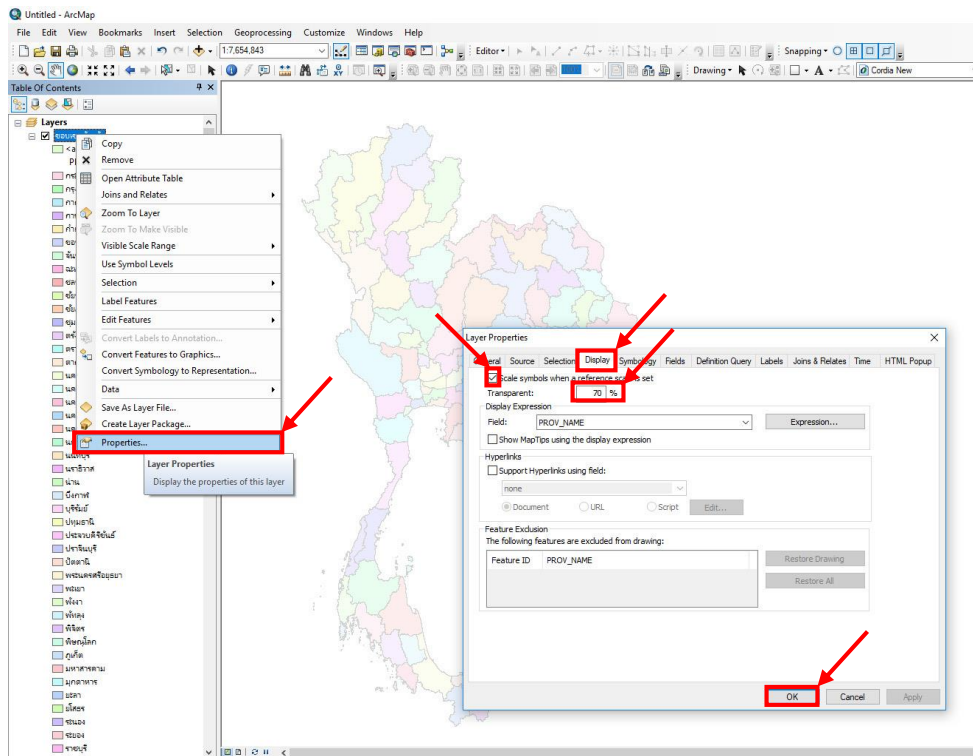 Untitled - ArcMap
File Edit View Bookmarks Insert Selection Geoprocessing Customize Windows Help
1:7,654,843 Editor Snapping
Drawing A Cordia New
Table Of Contents
Layers
Copy
Remove
Open Attribute Table
Joins and Relates
Zoom To Layer
Zoom To Make Visible
Visible Scale Range
Use Symbol Levels
Selection
Label Features
Edit Features
Convert Labels to Annotation...
Convert Features to Graphics...
Convert Symbology to Representation...
Data
Save As Layer File...
Create Layer Package...
Properties...
Layer Properties
Display the properties of this layer
นนทบุรี
นราธิวาส
น่าน
บึงกาฬ
บุรีรัมย์
ปทุมธานี
ประจวบคีรีขันธ์
ปราจีนบุรี
ปัตตานี
พระนครศรีอยุธยา
พะเยา
พังงา
พัทลุง
พิจิตร
พิษณุโลก
ภูเก็ต
มหาสารคาม
มุกดาหาร
ยะลา
ยโสธร
ระนอง
ระยอง
ราชบุรี
Layer Properties
General Source Selection Display Symbology Fields Definition Query Labels Joins & Relates Time HTML Popup
Scale symbols when a reference scale is set
Transparent: 70 %
Display Expression
Field: PROV_NAME Expression...
Show MapTips using the display expression
Hyperlinks
Support Hyperlinks using field:
none
Document URL Script Edit...
Feature Exclusion
The following features are excluded from drawing:
Feature ID PROV_NAME
Restore Drawing
Restore All
OK Cancel Apply